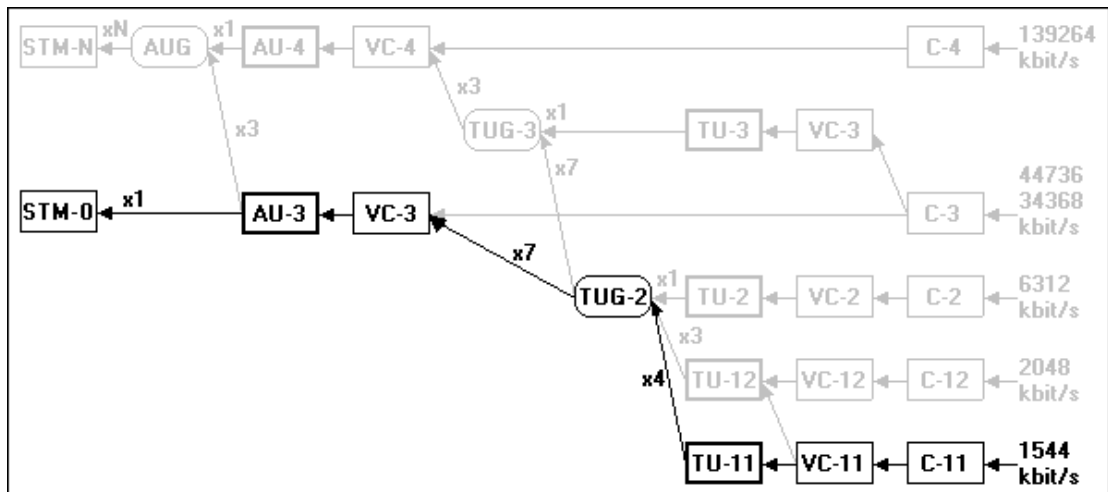 xN
x1
139264
STM-N
AUG
AU-4
VC-4
C-4
kbit/s
x3
x1
TUG-3
TU-3
VC-3
x3
x7
44736
x1
34368
STM-0
AU-3
VC-3
C-3
kbit/s
x7
x1
6312
TUG-2
TU-2
VC-2
C-2
kbit/s
x3
2048
x4
TU-12
VC-12
C-12
kbit/s
1544
TU-11
VC-11
C-11
kbit/s